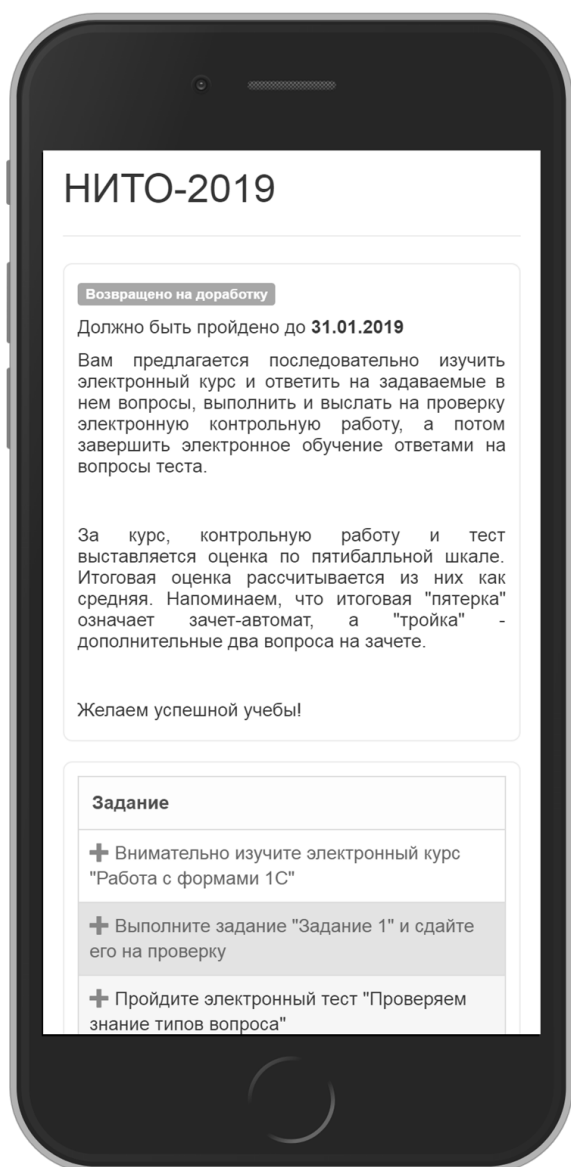 НИТО-2019
Возвращено на доработку
Должно быть пройдено до 31.01.2019
Вам предлагается последовательно изучить
электронный курс и ответить на задаваемые в
нем вопросы, выполнить и выслать на проверку
электронную контрольную работу, а потом
завершить электронное обучение ответами на
вопросы теста.
За курс, контрольную работу и тест
выставляется оценка по пятибалльной шкале.
Итоговая оценка рассчитывается из них как
средняя. Напоминаем, что итоговая "пятерка"
означает зачет-автомат, а "тройка" -
дополнительные два вопроса на зачете.
Желаем успешной учебы!
Задание
Внимательно изучите электронный курс
"Работа с формами 1С"
Выполните задание "Задание 1" и сдайте
его на проверку
Пройдите электронный тест "Проверяем
знание типов вопроса"